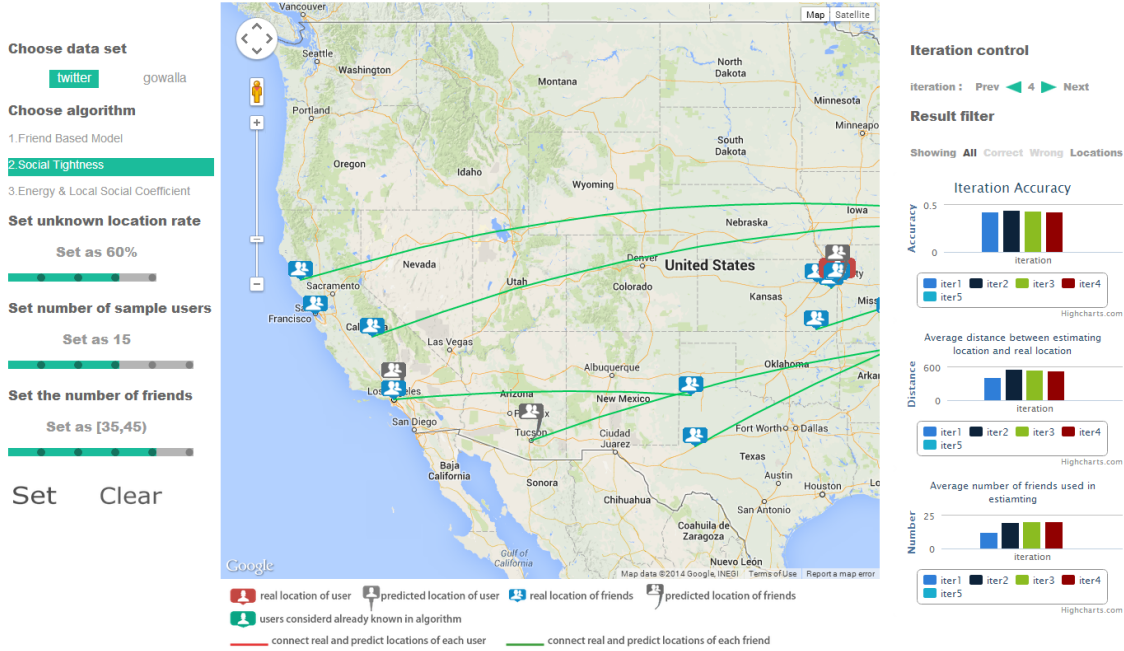 Choose data set
twitter gowalla
Choose algorithm
1.Friend Based Model
2.Social Tightness
3.Energy & Local Social Coefficient
Set unknown location rate
Set as 60%
Set number of sample users
Set as 15
Set the number of friends
Set as [35,45)
Set Clear
Vancouver
Seattle
Washington
Portland
Oregon
Idaho
Montana
North
Dakota
Minnesota
Minneapo
South
Dakota
Wyoming
Iowa
Nebraska
Nevada
Utah
Denver
Colorado
United States
Kansas
Sacramento
Francisco
Las Vegas
Albuquerque
Oklahoma
Arizona
New Mexico
San Diego
Tucson
Ciudad
Juarez
Fort Worth
Dallas
Texas
Austin
Houston
San Antonio
Baja
California
Sonora
Chihuahua
Coahuila de
Zaragoza
Nuevo León
Gulf of
California
Map Satellite
Google
Map data ©2014 Google, INEGI Terms of Use Report a map error
real location of user predicted location of user real location of friends predicted location of friends
users considerd already known in algorithm
connect real and predict locations of each user connect real and predict locations of each friend
Iteration control
iteration : Prev 4 Next
Result filter
Showing All Correct Wrong Locations
Iteration Accuracy
Accuracy
0.5
0
iteration
iter1 iter2 iter3 iter4
iter5
Highcharts.com
Average distance between estimating
location and real location
Distance
600
0
iteration
iter1 iter2 iter3 iter4
iter5
Highcharts.com
Average number of friends used in
estiamting
Number
25
0
iteration
iter1 iter2 iter3 iter4
iter5
Highcharts.com